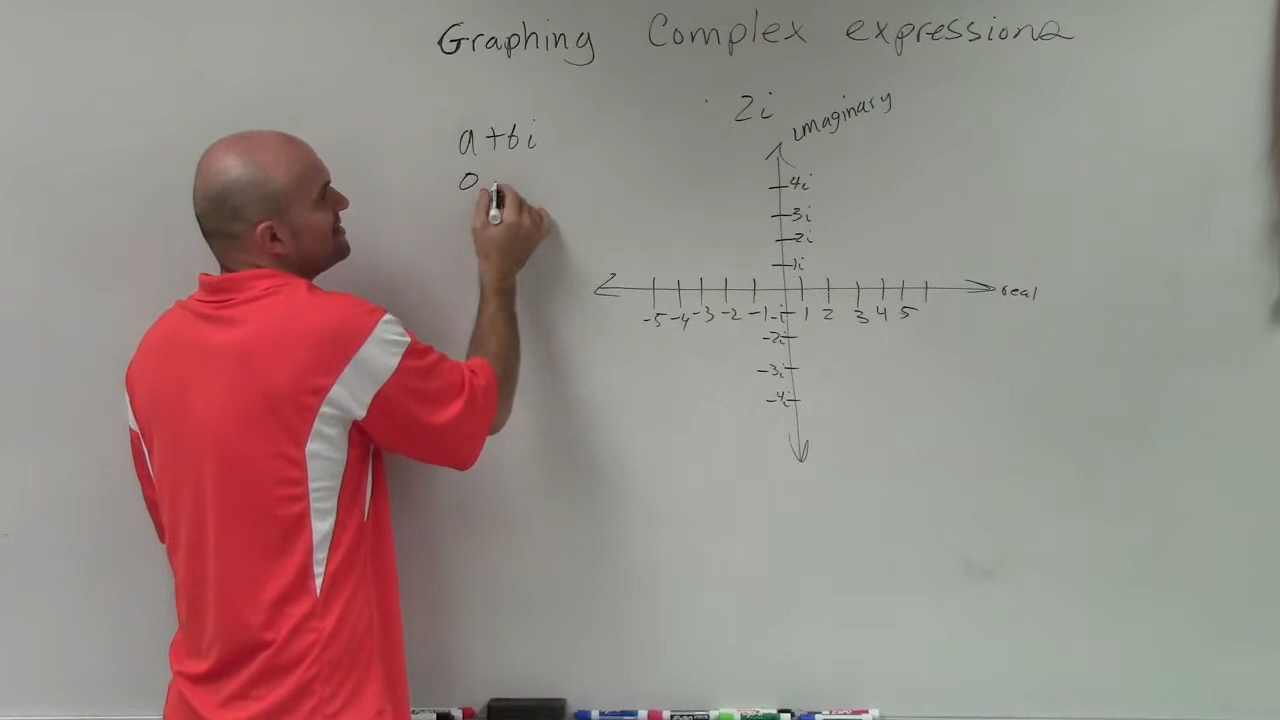 Graphing Complex expressions
2i
imaginary
a+bi
0
4i
3i
2i
1i
real
-5 -4 -3 -2 -1 -i 1 2 3 4 5
-2i
-3i
-4i